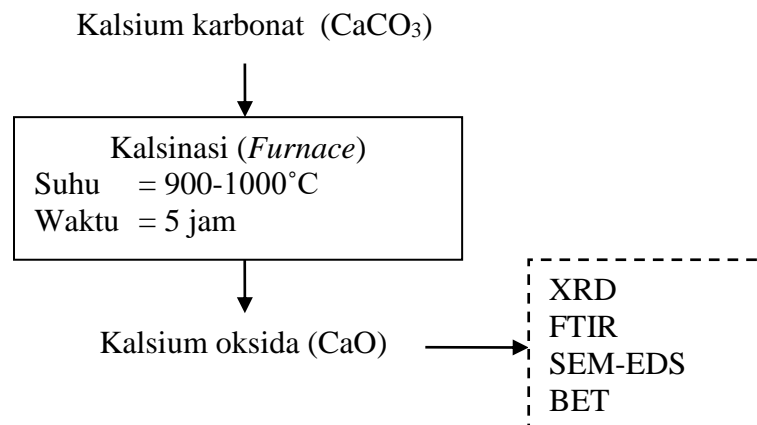 Kalsium karbonat (CaCO₃)
Kalsinasi (Furnace)
Suhu = 900-1000˚C
Waktu = 5 jam
Kalsium oksida (CaO)
XRD
FTIR
SEM-EDS
BET